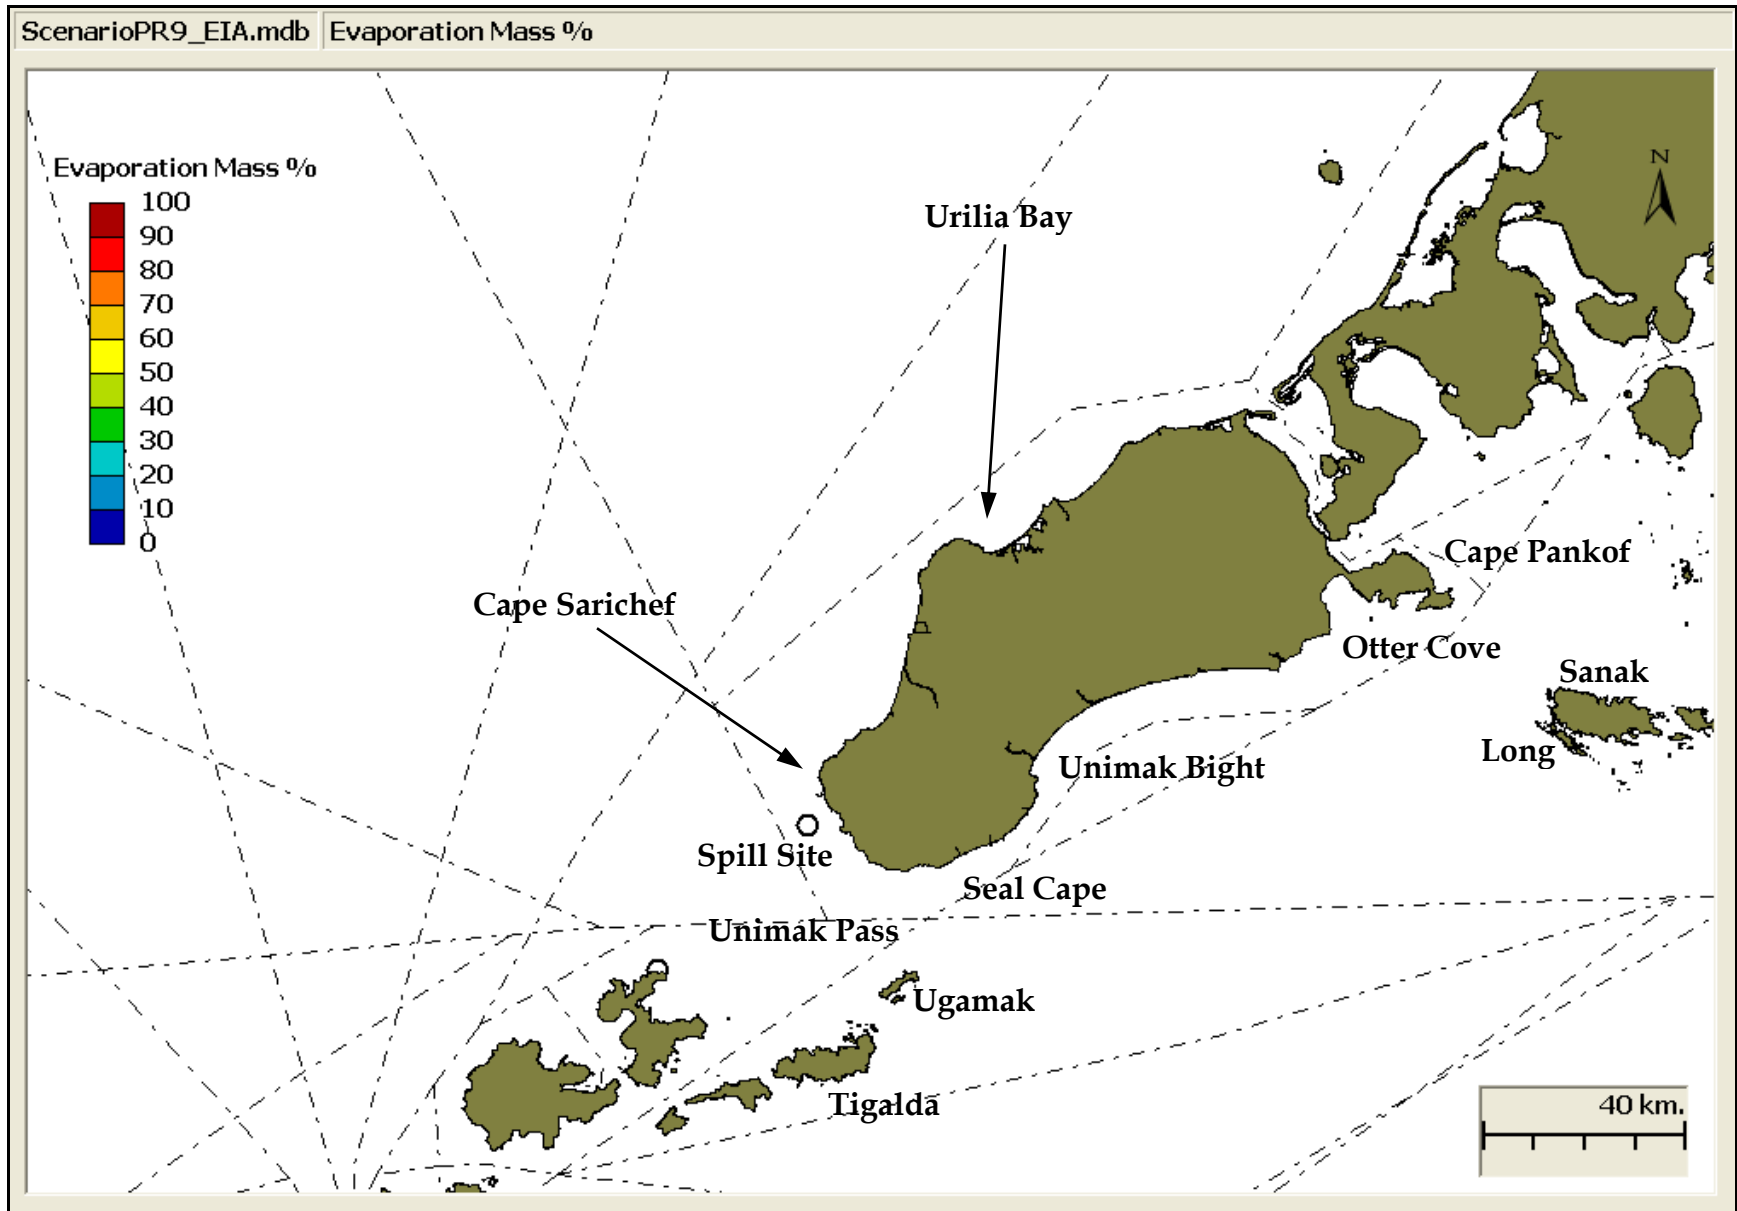 ScenarioPR9_EIA.mdb Evaporation Mass %
Evaporation Mass %
100
90
80
70
60
50
40
30
20
10
0
N
Urilia Bay
Cape Pankof
Cape Sarichef
Otter Cove
Sanak
Long
Unimak Bight
Spill Site
Seal Cape
Unimak Pass
Ugamak
Tigalda
40 km.